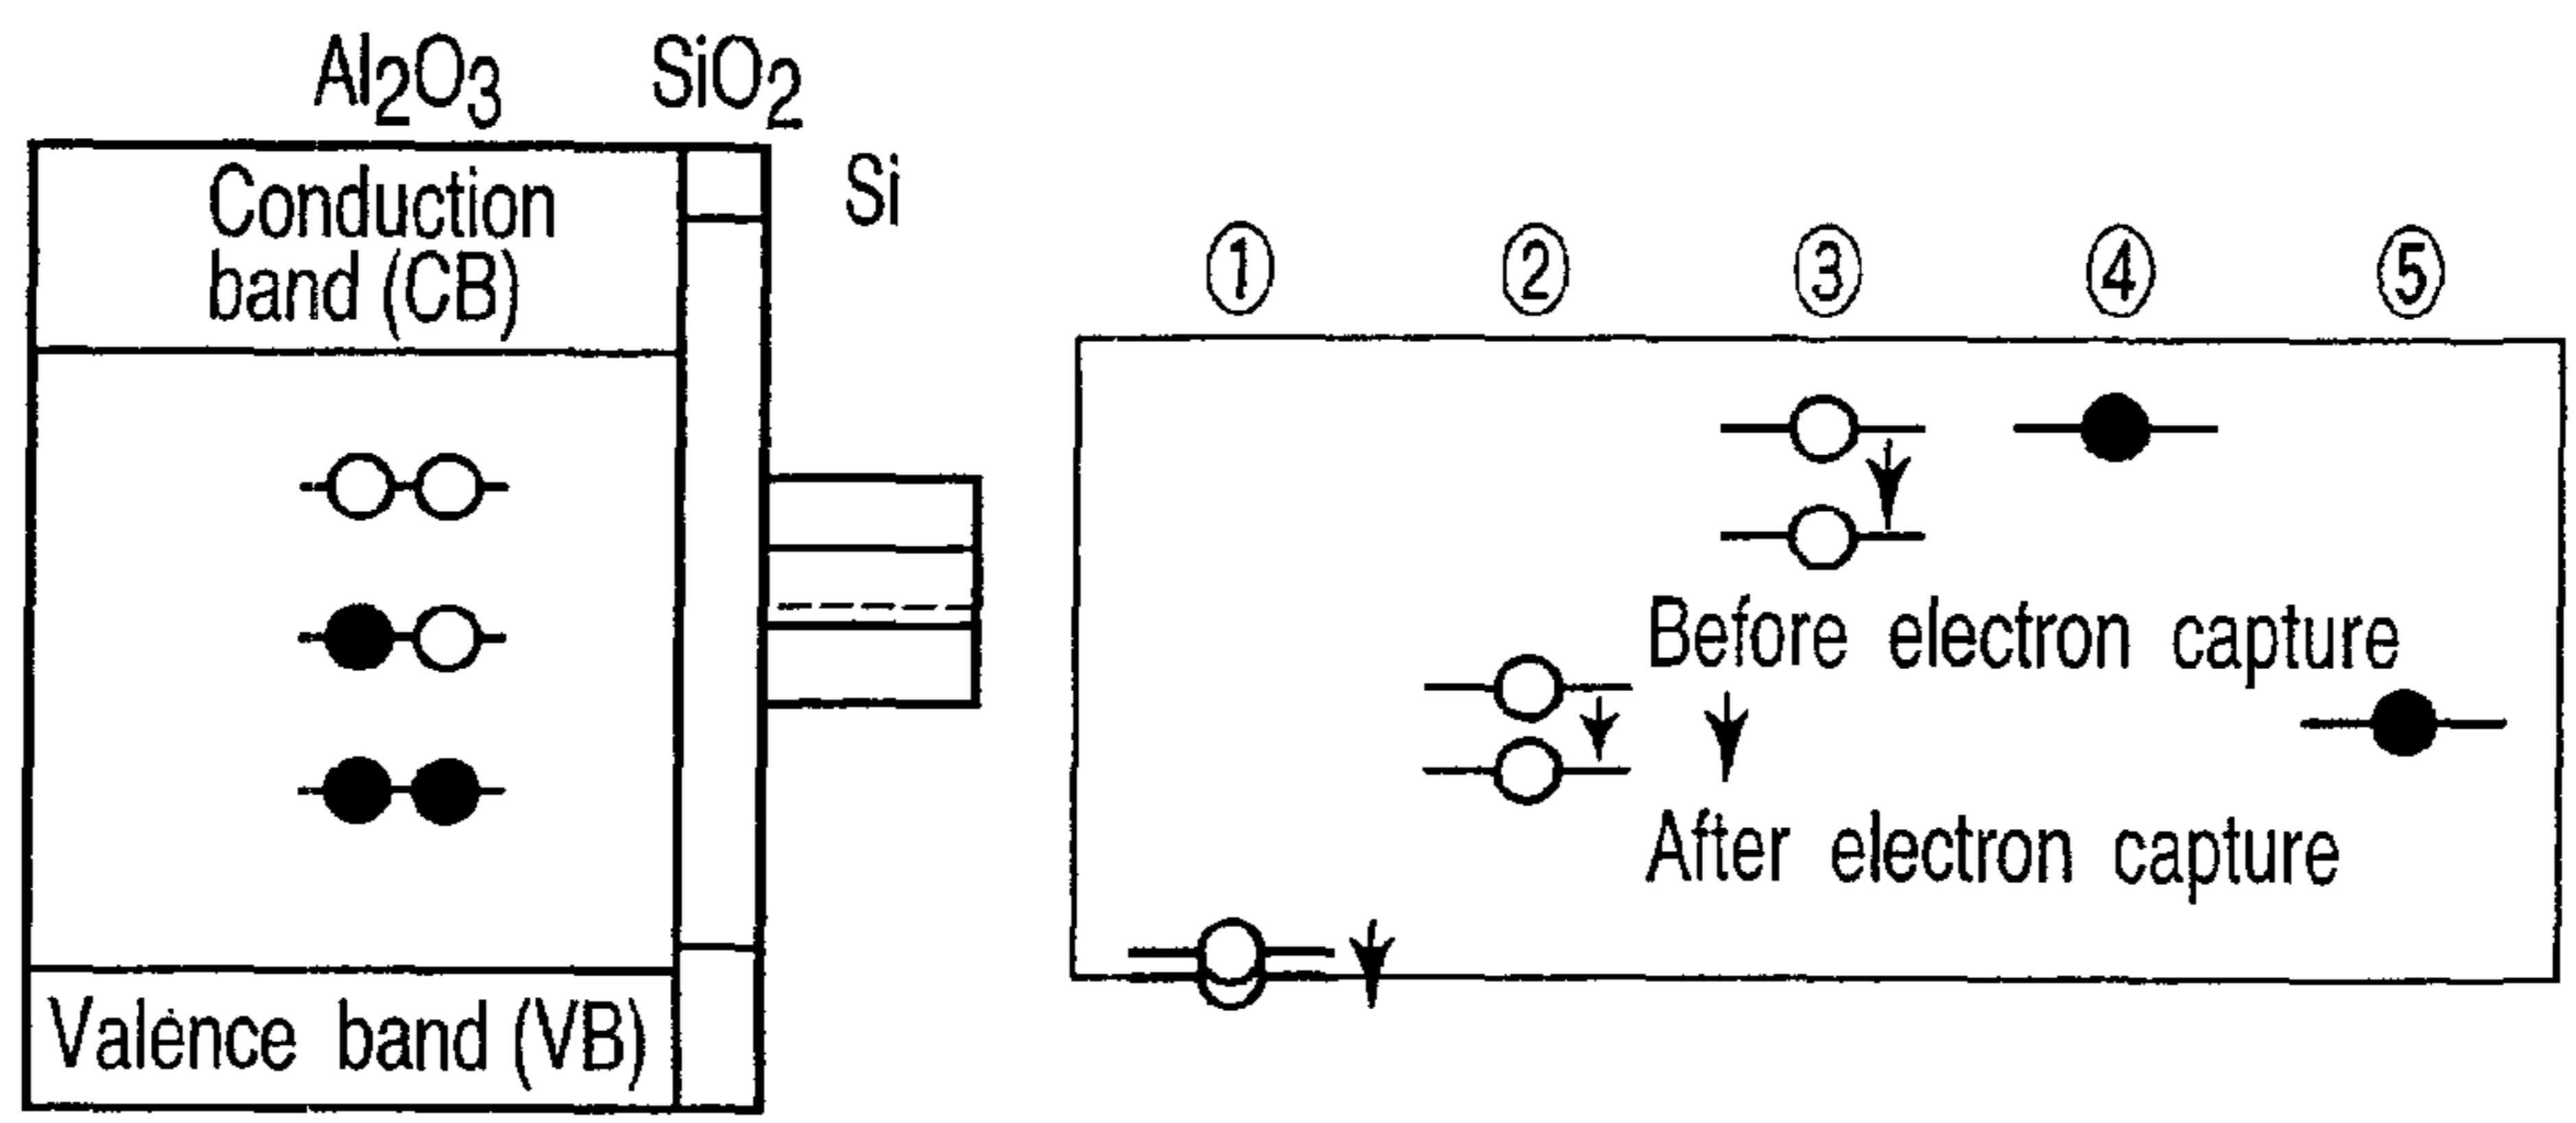 Al2O3 SiO2
Si
Conduction
band (CB)
Valence band (VB)
① ② ③ ④ ⑤
Before electron capture
After electron capture